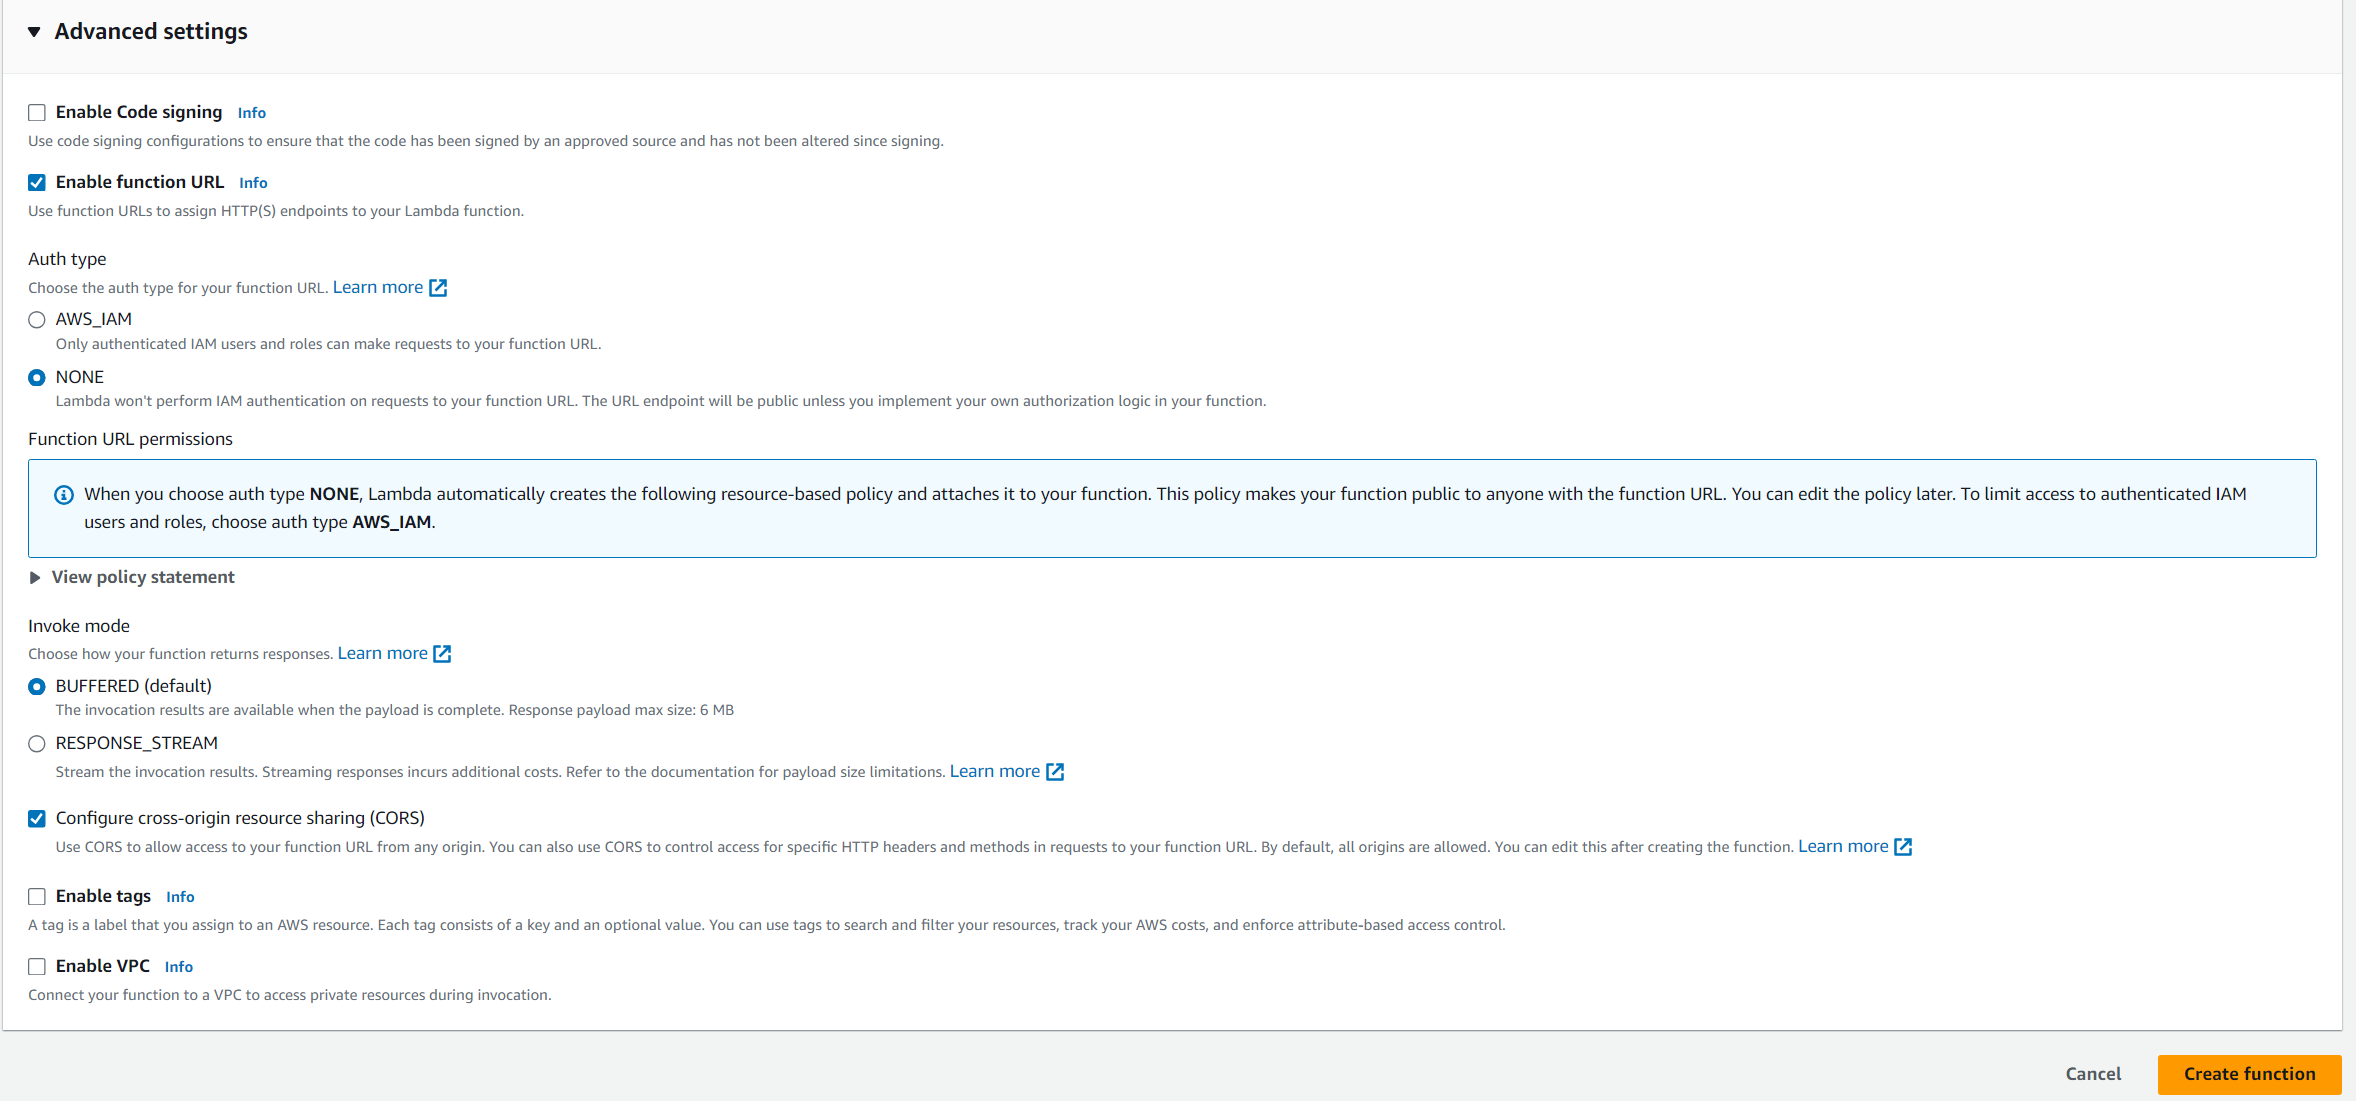 Advanced settings
Enable Code signing Info
Use code signing configurations to ensure that the code has been signed by an approved source and has not been altered since signing.
Enable function URL Info
Use function URLs to assign HTTP(S) endpoints to your Lambda function.
Auth type
Choose the auth type for your function URL. Learn more
AWS_IAM
Only authenticated IAM users and roles can make requests to your function URL.
NONE
Lambda won't perform IAM authentication on requests to your function URL. The URL endpoint will be public unless you implement your own authorization logic in your function.
Function URL permissions
When you choose auth type NONE, Lambda automatically creates the following resource-based policy and attaches it to your function. This policy makes your function public to anyone with the function URL. You can edit the policy later. To limit access to authenticated IAM
users and roles, choose auth type AWS_IAM.
View policy statement
Invoke mode
Choose how your function returns responses. Learn more
BUFFERED (default)
The invocation results are available when the payload is complete. Response payload max size: 6 MB
RESPONSE_STREAM
Stream the invocation results. Streaming responses incurs additional costs. Refer to the documentation for payload size limitations. Learn more
Configure cross-origin resource sharing (CORS)
Use CORS to allow access to your function URL from any origin. You can also use CORS to control access for specific HTTP headers and methods in requests to your function URL. By default, all origins are allowed. You can edit this after creating the function. Learn more
Enable tags Info
A tag is a label that you assign to an AWS resource. Each tag consists of a key and an optional value. You can use tags to search and filter your resources, track your AWS costs, and enforce attribute-based access control.
Enable VPC Info
Connect your function to a VPC to access private resources during invocation.
Cancel Create function